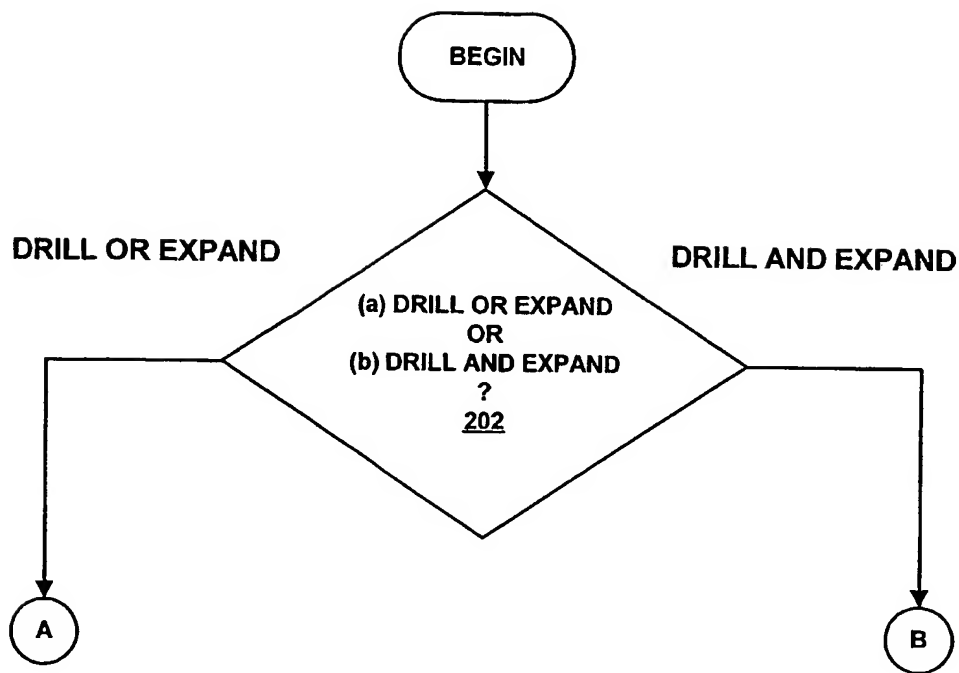 BEGIN
DRILL OR EXPAND
DRILL AND EXPAND
(a) DRILL OR EXPAND
OR
(b) DRILL AND EXPAND
?
202
A
B